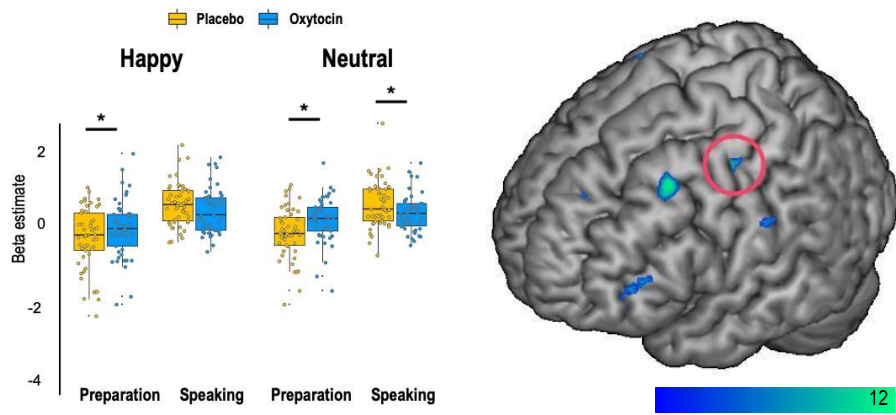 Placebo Oxytocin
Happy Neutral
* * *
Beta estimate
2
0
-2
-4
Preparation Speaking Preparation Speaking
12